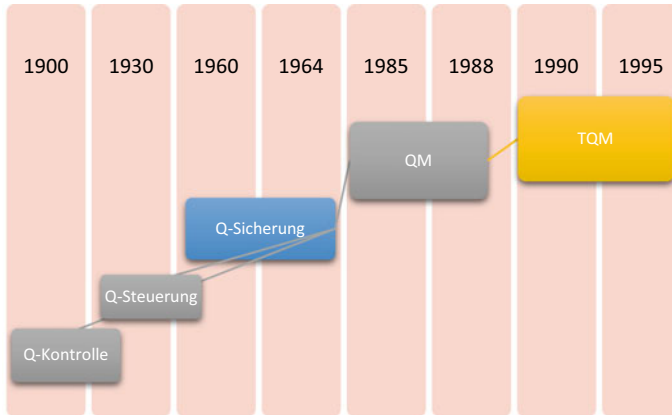 1900 1930 1960 1964 1985 1988 1990 1995
TQM
QM
Q-Sicherung
Q-Steuerung
Q-Kontrolle